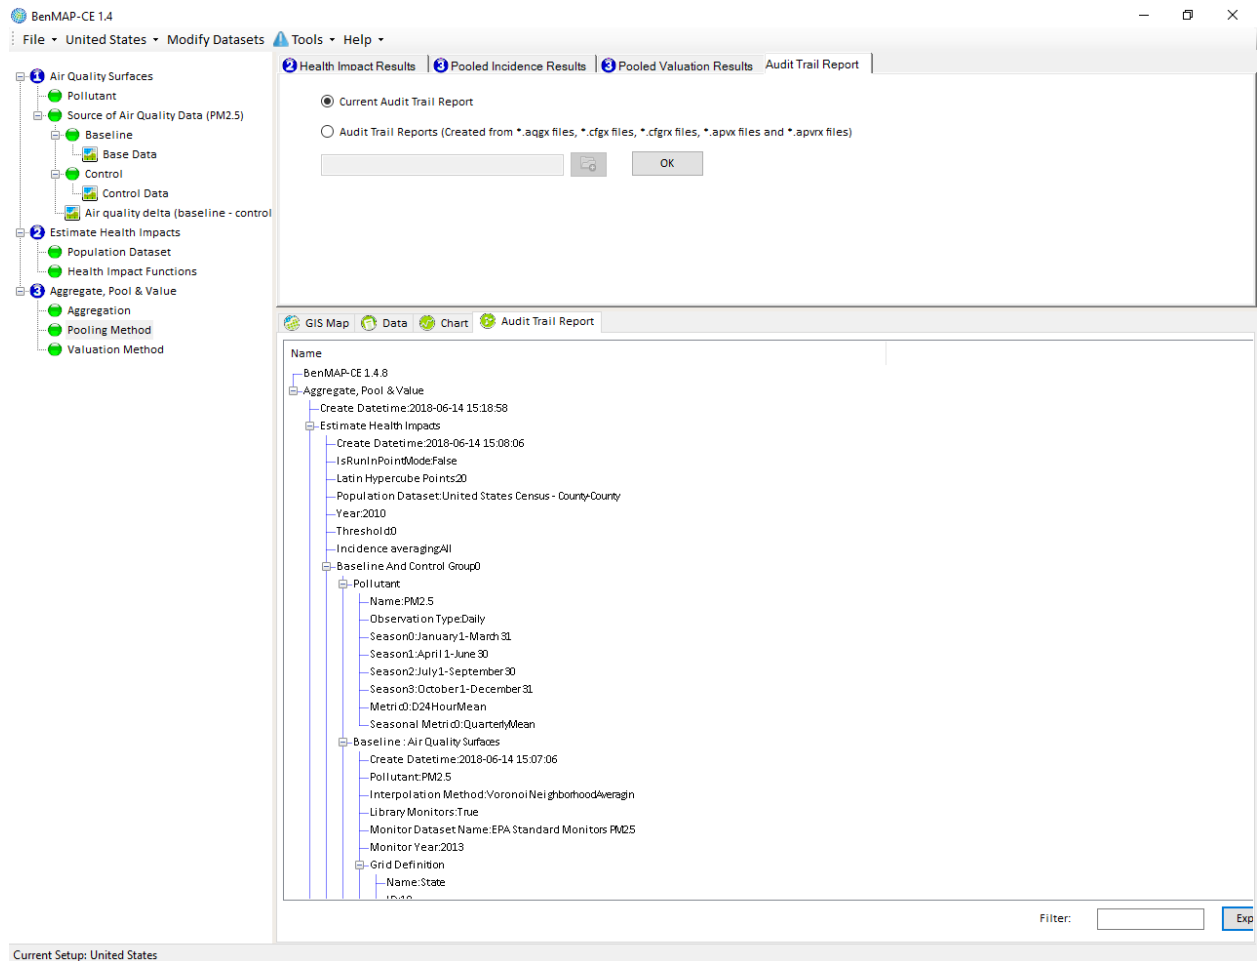 BenMAP-CE 1.4
File United States Modify Datasets Tools Help
1 Air Quality Surfaces
Pollutant
Source of Air Quality Data (PM2.5)
Baseline
Base Data
Control
Control Data
Air quality delta (baseline - control
2 Estimate Health Impacts
Population Dataset
Health Impact Functions
3 Aggregate, Pool & Value
Aggregation
Pooling Method
Valuation Method
2 Health Impact Results 3 Pooled Incidence Results 3 Pooled Valuation Results Audit Trail Report
Current Audit Trail Report
Audit Trail Reports (Created from *.aqgx files, *.cfgx files, *.cfgrx files, *.apvx files and *.apvrx files)
OK
GIS Map Data Chart Audit Trail Report
Name
BenMAP-CE 1.4.8
Aggregate, Pool & Value
Create Datetime:2018-06-14 15:18:58
Estimate Health Impacts
Create Datetime:2018-06-14 15:08:06
IsRunInPointMode:False
Latin Hypercube Points:20
Population Dataset:United States Census - County-County
Year:2010
Threshold:0
Incidence averaging:All
Baseline And Control Group0
Pollutant
Name:PM2.5
Observation Type:Daily
Season0:January 1-March 31
Season1:April 1-June 30
Season2:July 1-September 30
Season3:October 1-December 31
Metric0:D24HourMean
Seasonal Metric0:QuarterlyMean
Baseline : Air Quality Surfaces
Create Datetime:2018-06-14 15:07:06
Pollutant:PM2.5
Interpolation Method:VoronoiNeighborhoodAveragin
Library Monitors:True
Monitor Dataset Name:EPA Standard Monitors PM2.5
Monitor Year:2013
Grid Definition
Name:State
Filter: Exp
Current Setup: United States